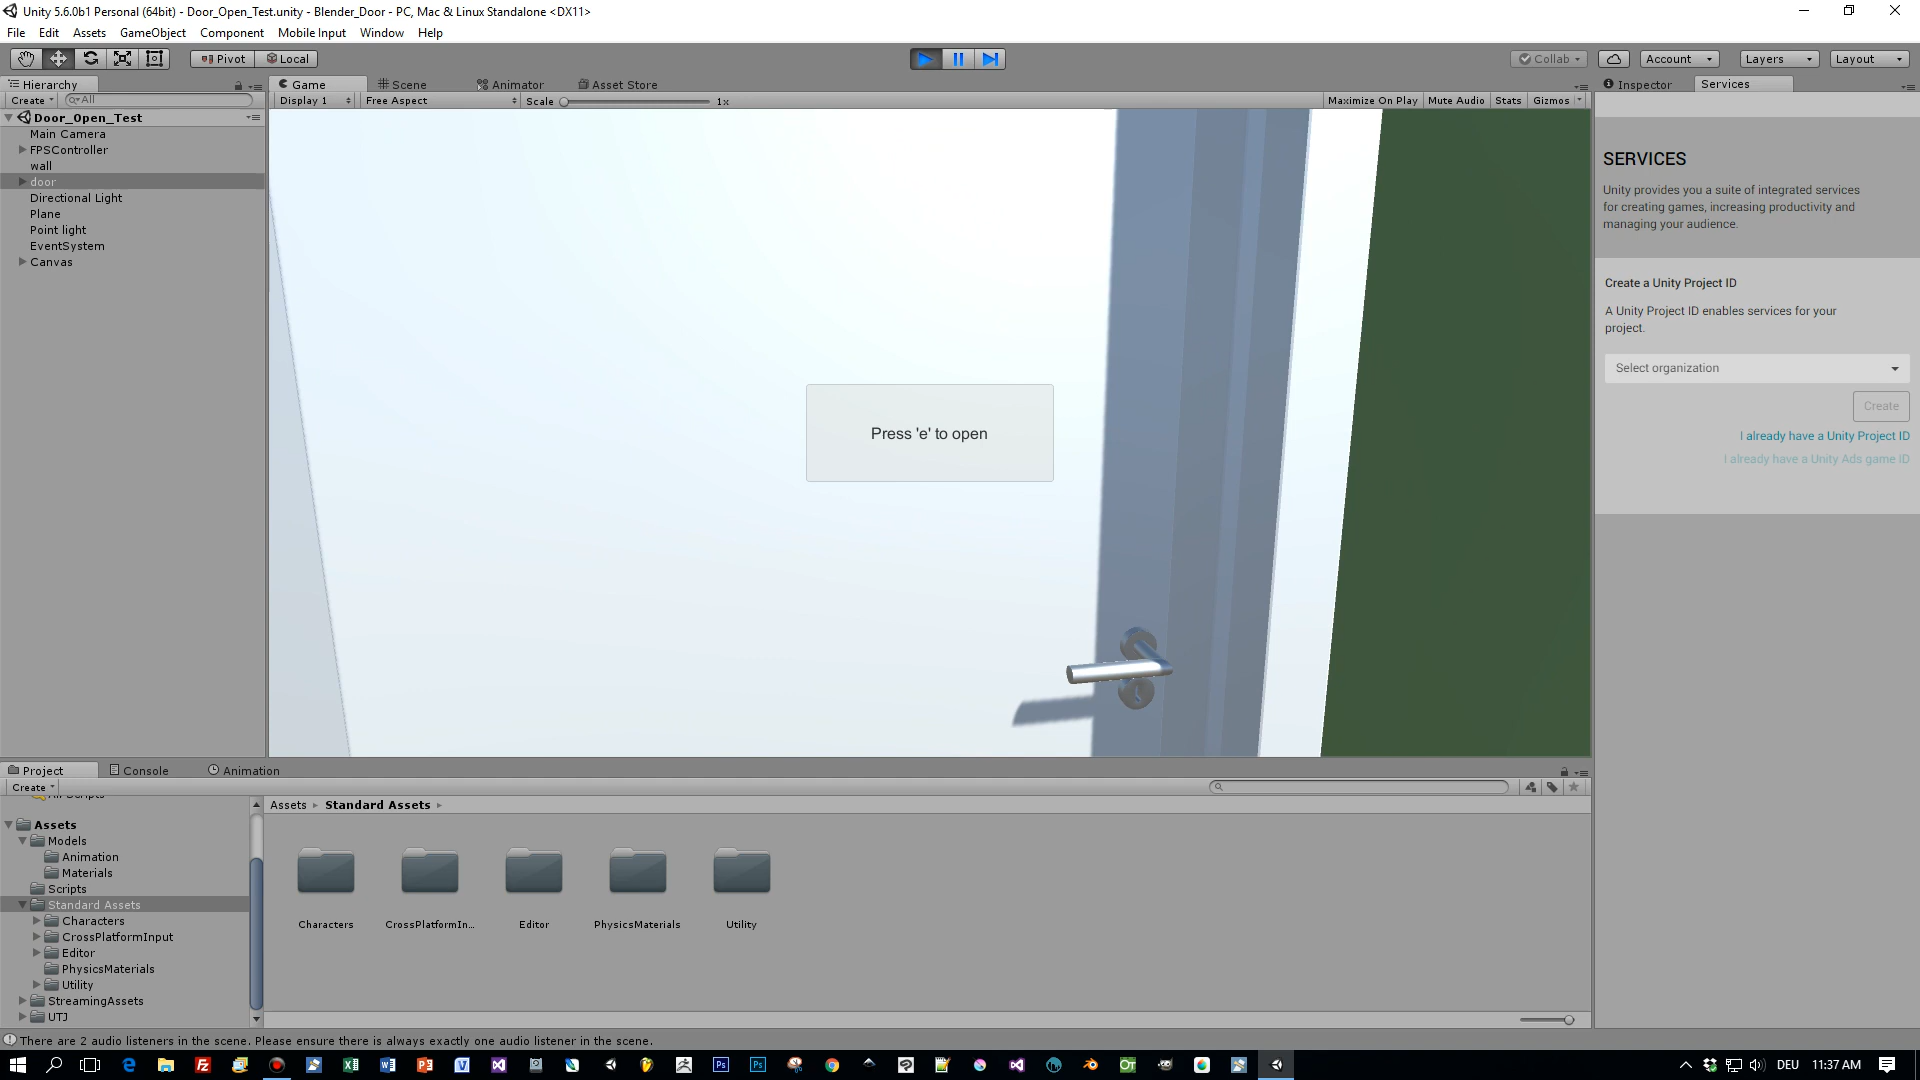 Unity 5.6.0b1 Personal (64bit) - Door_Open_Test.unity - Blender_Door - PC, Mac & Linux Standalone <DX11>
File Edit Assets GameObject Component Mobile Input Window Help
Pivot Local Collab Account Layers Layout
Hierarchy Game Scene Animator Asset Store Inspector Services
Create All Display 1 Free Aspect Scale 1x Maximize On Play Mute Audio Stats Gizmos
Door_Open_Test
Main Camera
FPSController
wall
door
Directional Light
Plane
Point light
EventSystem
Canvas
Press 'e' to open
SERVICES
Unity provides you a suite of integrated services
for creating games, increasing productivity and
managing your audience.
Create a Unity Project ID
A Unity Project ID enables services for your
project.
Select organization
Create
I already have a Unity Project ID
I already have a Unity Ads game ID
Project Console Animation
Create
All Scripts
Assets
Models
Animation
Materials
Scripts
Standard Assets
Characters
CrossPlatformInput
Editor
PhysicsMaterials
Utility
StreamingAssets
UTJ
Assets Standard Assets
Characters CrossPlatformIn... Editor PhysicsMaterials Utility
There are 2 audio listeners in the scene. Please ensure there is always exactly one audio listener in the scene.
DEU 11:37 AM